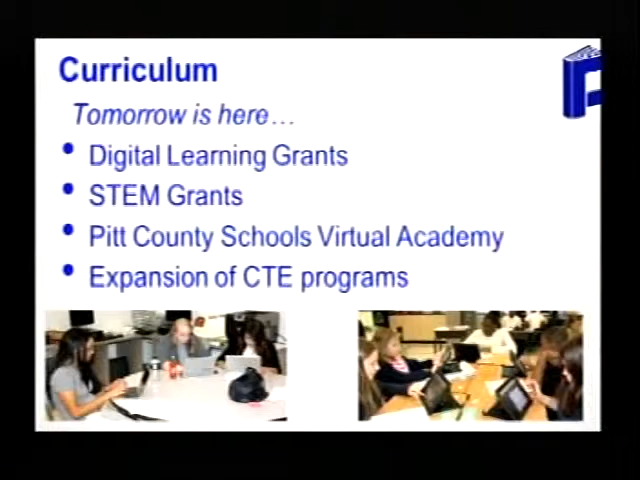 Curriculum
Tomorrow is here…
• Digital Learning Grants
• STEM Grants
• Pitt County Schools Virtual Academy
• Expansion of CTE programs